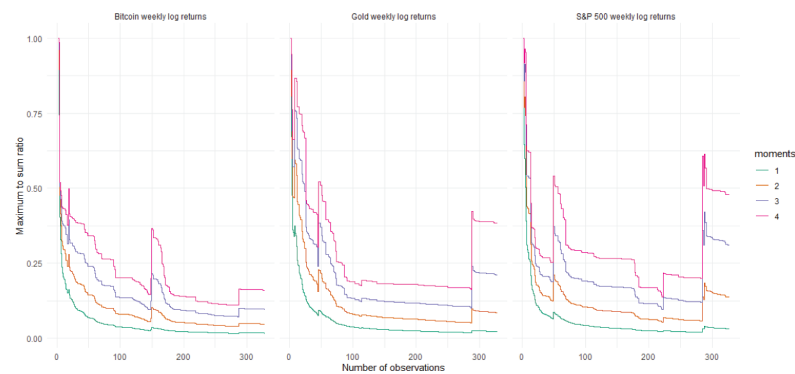 Bitcoin weekly log returns
Gold weekly log returns
S&P 500 weekly log returns
Maximum to sum ratio
1.00
0.75
0.50
0.25
0.00
0 100 200 300
0 100 200 300
0 100 200 300
Number of observations
moments
1
2
3
4